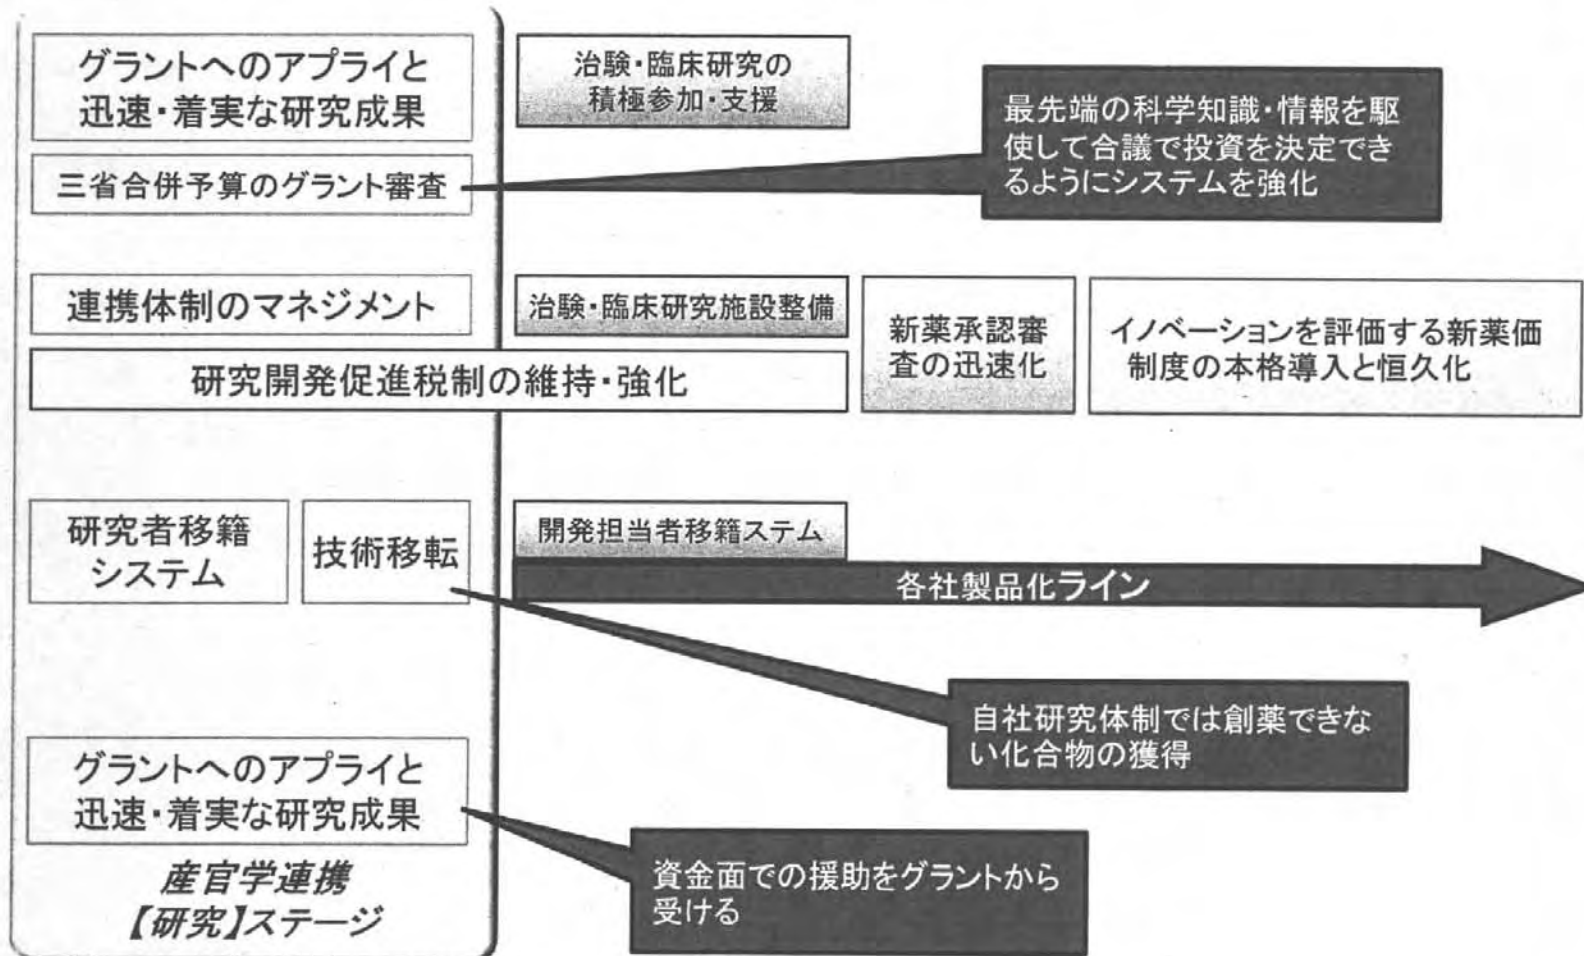 グラントへのアプライと
迅速・着実な研究成果
治験・臨床研究の
積極参加・支援
最先端の科学知識・情報を駆
使して合議で投資を決定でき
るようにシステムを強化
三省合併予算のグラント審査
連携体制のマネジメント
治験・臨床研究施設整備
新薬承認審
査の迅速化
イノベーションを評価する新薬価
制度の本格導入と恒久化
研究開発促進税制の維持・強化
研究者移籍
システム
技術移転
開発担当者移籍ステム
各社製品化ライン
自社研究体制では創薬できな
い化合物の獲得
グラントへのアプライと
迅速・着実な研究成果
資金面での援助をグラントから
受ける
産官学連携
【研究】ステージ